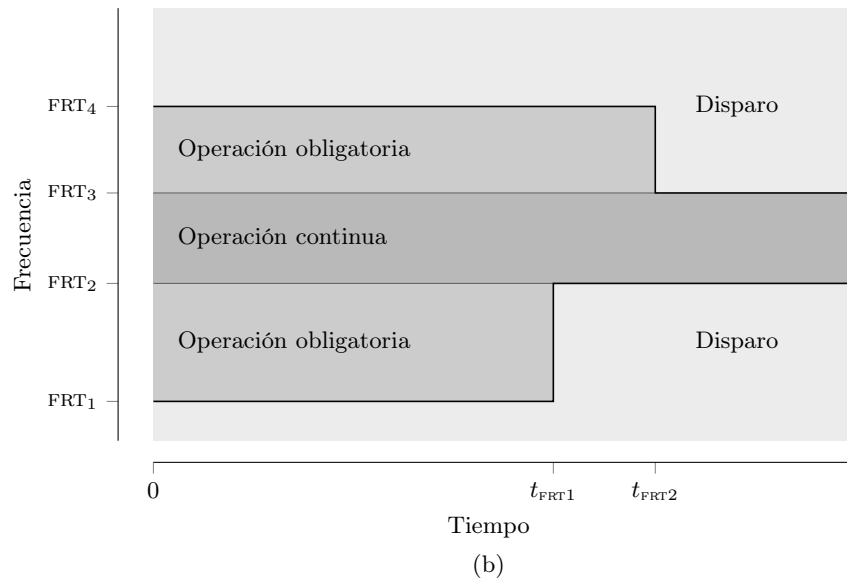 FRT4
Disparo
Operación obligatoria
FRT3
Operación continua
Frecuencia
FRT2
Operación obligatoria
Disparo
FRT1
0
tFRT1
tFRT2
Tiempo
(b)